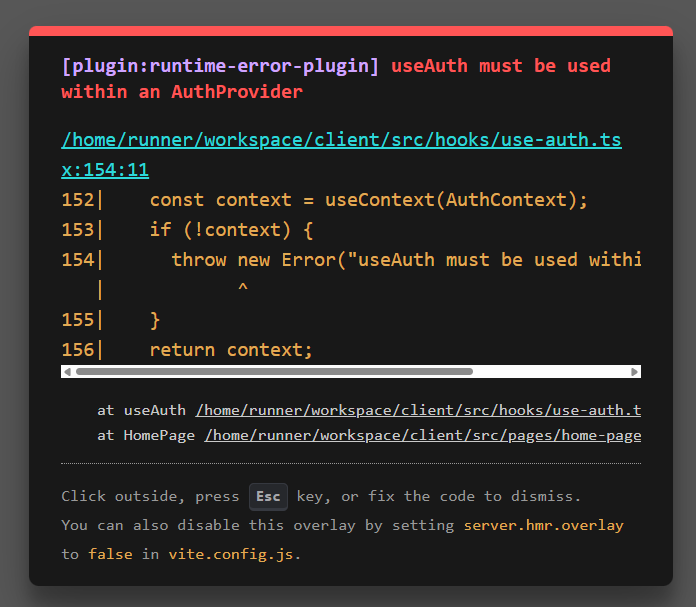 [plugin:runtime-error-plugin] useAuth must be used
within an AuthProvider
/home/runner/workspace/client/src/hooks/use-auth.ts
x:154:11
152|    const context = useContext(AuthContext);
153|    if (!context) {
154|      throw new Error("useAuth must be used withi
   |            ^
155|    }
156|    return context;
at useAuth /home/runner/workspace/client/src/hooks/use-auth.t
at HomePage /home/runner/workspace/client/src/pages/home-page
Click outside, press Esc key, or fix the code to dismiss.
You can also disable this overlay by setting server.hmr.overlay
to false in vite.config.js.